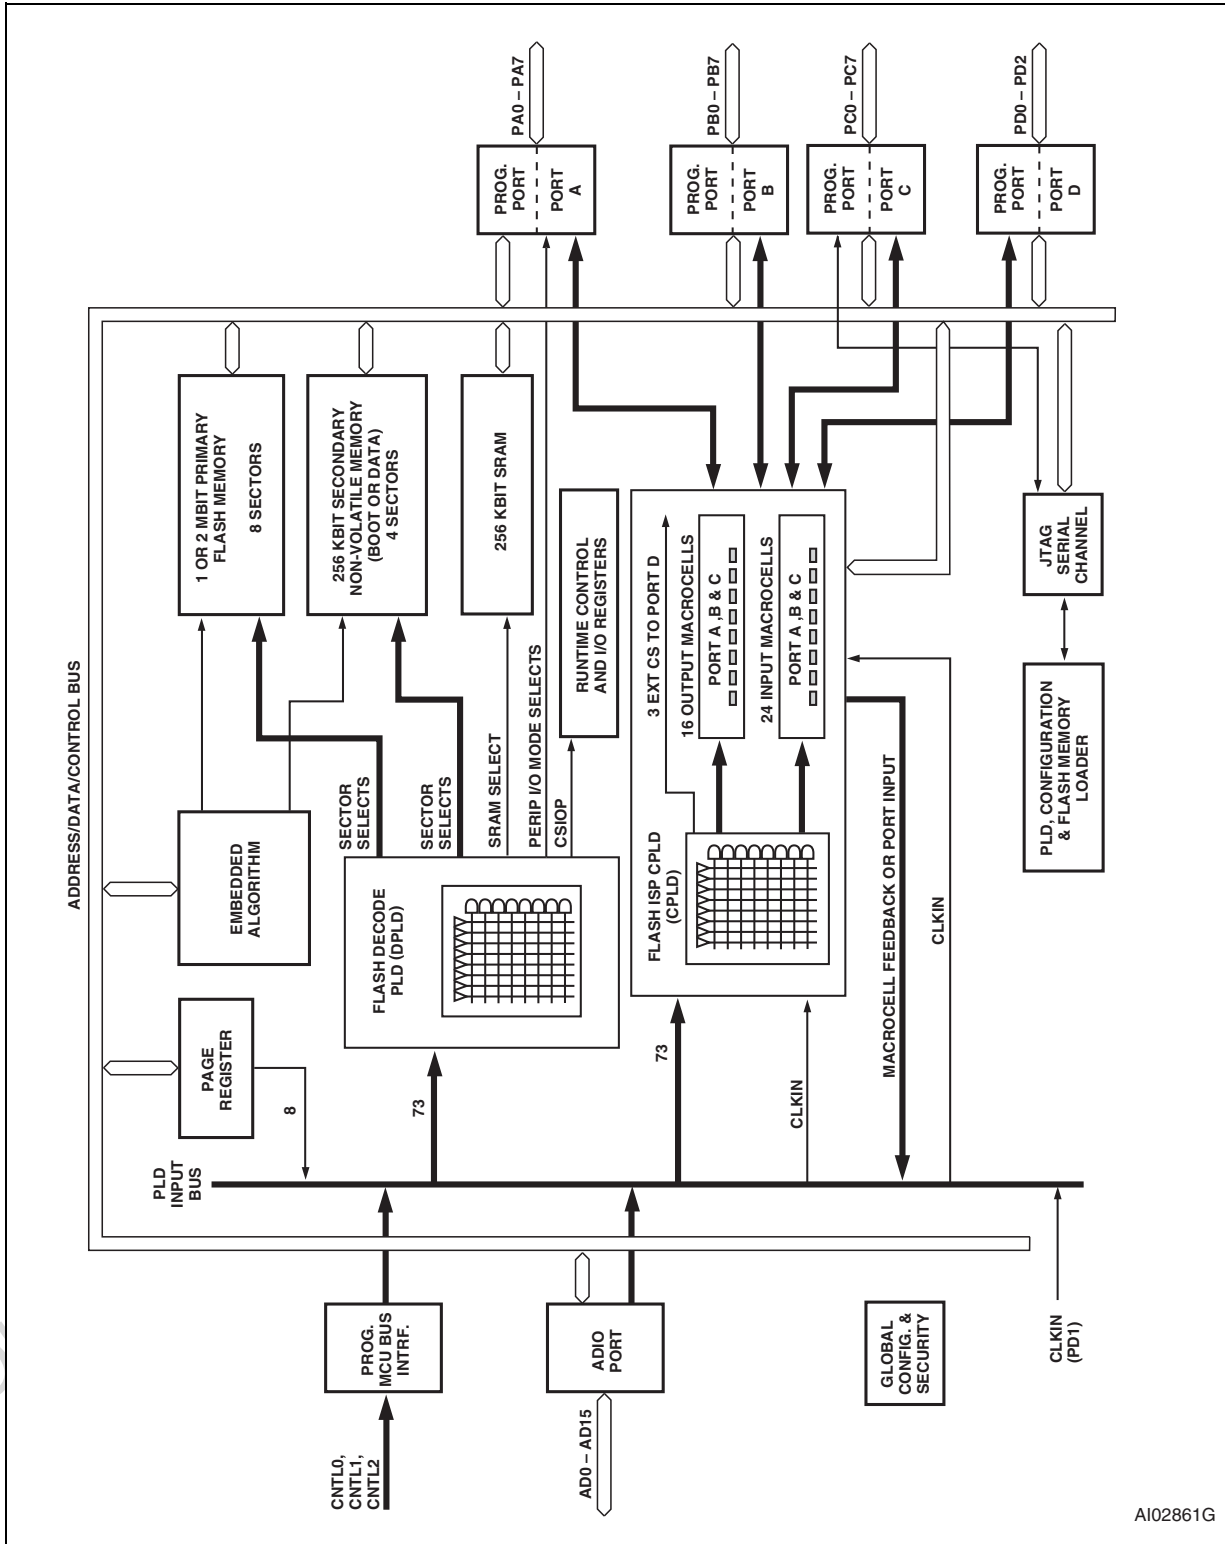 ADDRESS/DATA/CONTROL BUS
CNTL0,
CNTL1,
CNTL2
PROG.
MCU BUS
INTRF.
AD0 – AD15
ADIO
PORT
GLOBAL
CONFIG. &
SECURITY
CLKIN
(PD1)
PLD
INPUT
BUS
PAGE
REGISTER
8
73
73
CLKIN
EMBEDDED
ALGORITHM
FLASH DECODE
PLD (DPLD)
FLASH ISP CPLD
(CPLD)
SECTOR
SELECTS
SECTOR
SELECTS
SRAM SELECT
PERIP I/O MODE SELECTS
CSIOP
3 EXT CS TO PORT D
16 OUTPUT MACROCELLS
PORT A ,B & C
24 INPUT MACROCELLS
PORT A ,B & C
MACROCELL FEEDBACK OR PORT INPUT
CLKIN
1 OR 2 MBIT PRIMARY
FLASH MEMORY
8 SECTORS
256 KBIT SECONDARY
NON-VOLATILE MEMORY
(BOOT OR DATA)
4 SECTORS
256 KBIT SRAM
RUNTIME CONTROL
AND I/O REGISTERS
PLD, CONFIGURATION
& FLASH MEMORY
LOADER
JTAG
SERIAL
CHANNEL
PROG.
PORT
PORT
A
PA0 – PA7
PROG.
PORT
PORT
B
PB0 – PB7
PROG.
PORT
PORT
C
PC0 – PC7
PROG.
PORT
PORT
D
PD0 – PD2
AI02861G